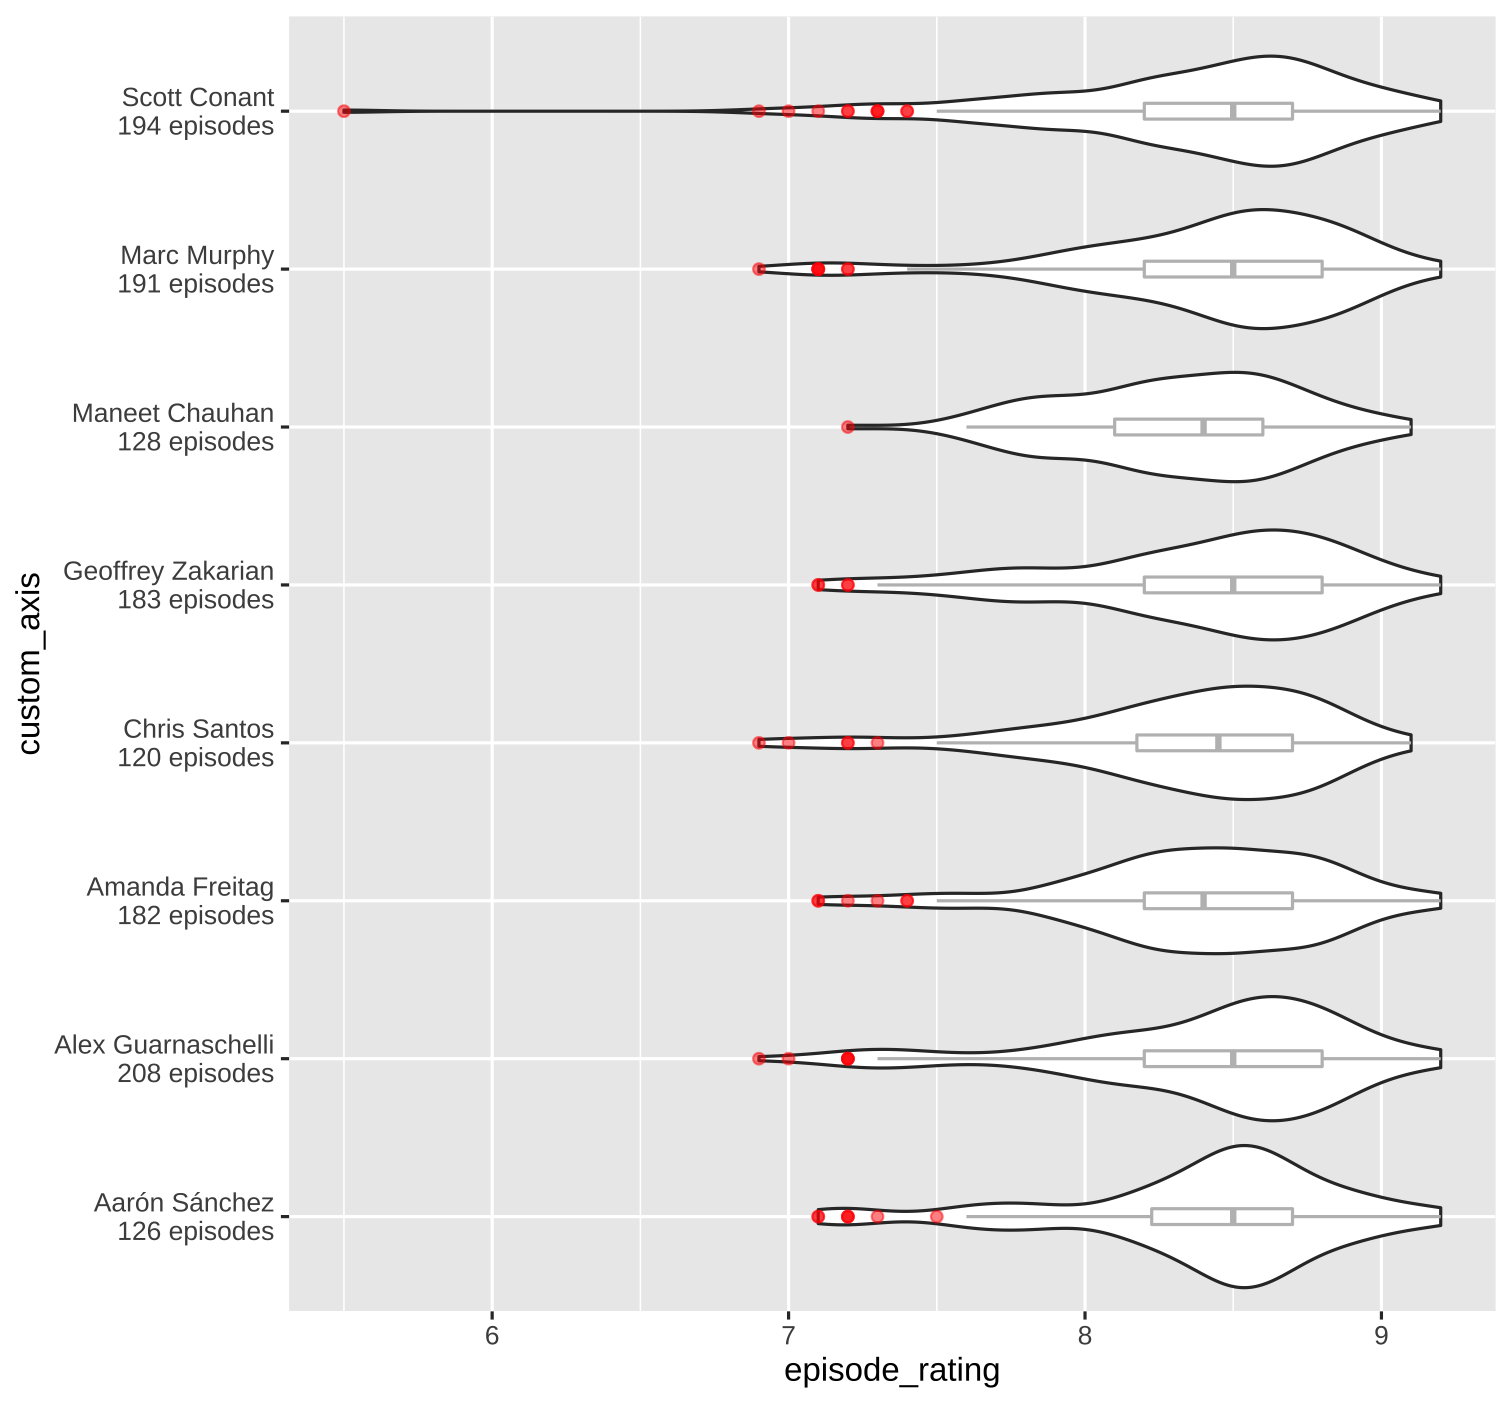 Scott Conant
194 episodes
Marc Murphy
191 episodes
Maneet Chauhan
128 episodes
Geoffrey Zakarian
183 episodes
Chris Santos
120 episodes
Amanda Freitag
182 episodes
Alex Guarnaschelli
208 episodes
Aarón Sánchez
126 episodes
custom_axis
6 7 8 9
episode_rating